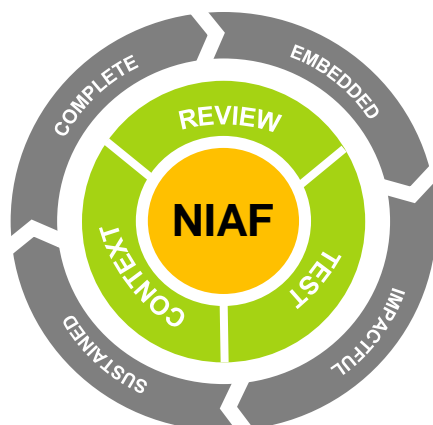 COMPLETE
EMBEDDED
REVIEW
NIAF
CONTEXT
TEST
SUSTAINED
IMPACTFUL